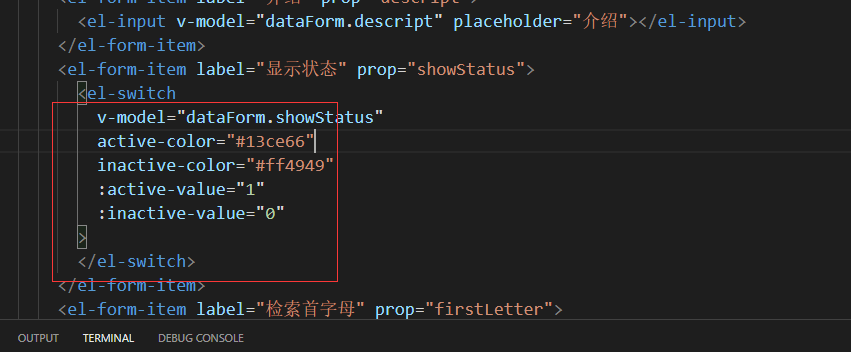 <el-form-item label="介绍" prop="descript">
<el-input v-model="dataForm.descript" placeholder="介绍"></el-input>
</el-form-item>
<el-form-item label="显示状态" prop="showStatus">
<el-switch
v-model="dataForm.showStatus"
active-color="#13ce66"
inactive-color="#ff4949"
:active-value="1"
:inactive-value="0"
>
</el-switch>
</el-form-item>
<el-form-item label="检索首字母" prop="firstLetter">
OUTPUT TERMINAL DEBUG CONSOLE